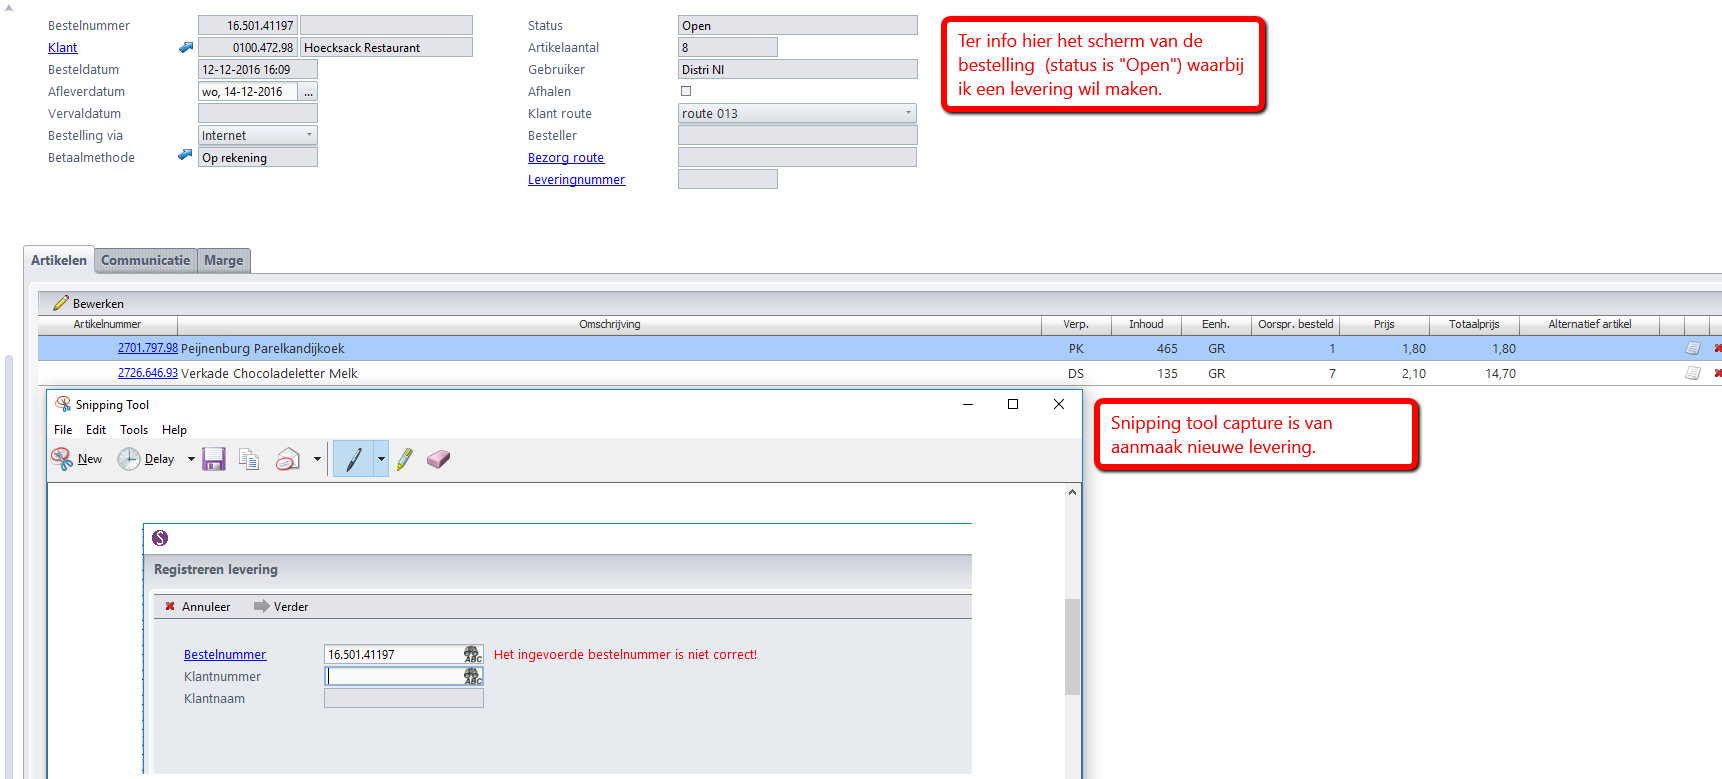 Bestelnummer 16.501.41197
Klant 0100.472.98 Hoecksack Restaurant
Besteldatum 12-12-2016 16:09
Afleverdatum wo, 14-12-2016 ...
Vervaldatum
Bestelling via Internet
Betaalmethode Op rekening
Status Open
Artikelaantal 8
Gebruiker Distri Nl
Afhalen
Klant route route 013
Besteller
Bezorg route
Leveringnummer
Ter info hier het scherm van de
bestelling (status is "Open") waarbij
ik een levering wil maken.
Artikelen Communicatie Marge
Bewerken
Artikelnummer Omschrijving Verp. Inhoud Eenh. Oorspr. besteld Prijs Totaalprijs Alternatief artikel
2701.797.98 Peijnenburg Parelkandijkoek PK 465 GR 1 1,80 1,80
2726.646.93 Verkade Chocoladeletter Melk DS 135 GR 7 2,10 14,70
Snipping Tool
File Edit Tools Help
New Delay
Snipping tool capture is van
aanmaak nieuwe levering.
S
Registreren levering
Annuleer Verder
Bestelnummer 16.501.41197 ABC Het ingevoerde bestelnummer is niet correct!
Klantnummer ABC
Klantnaam